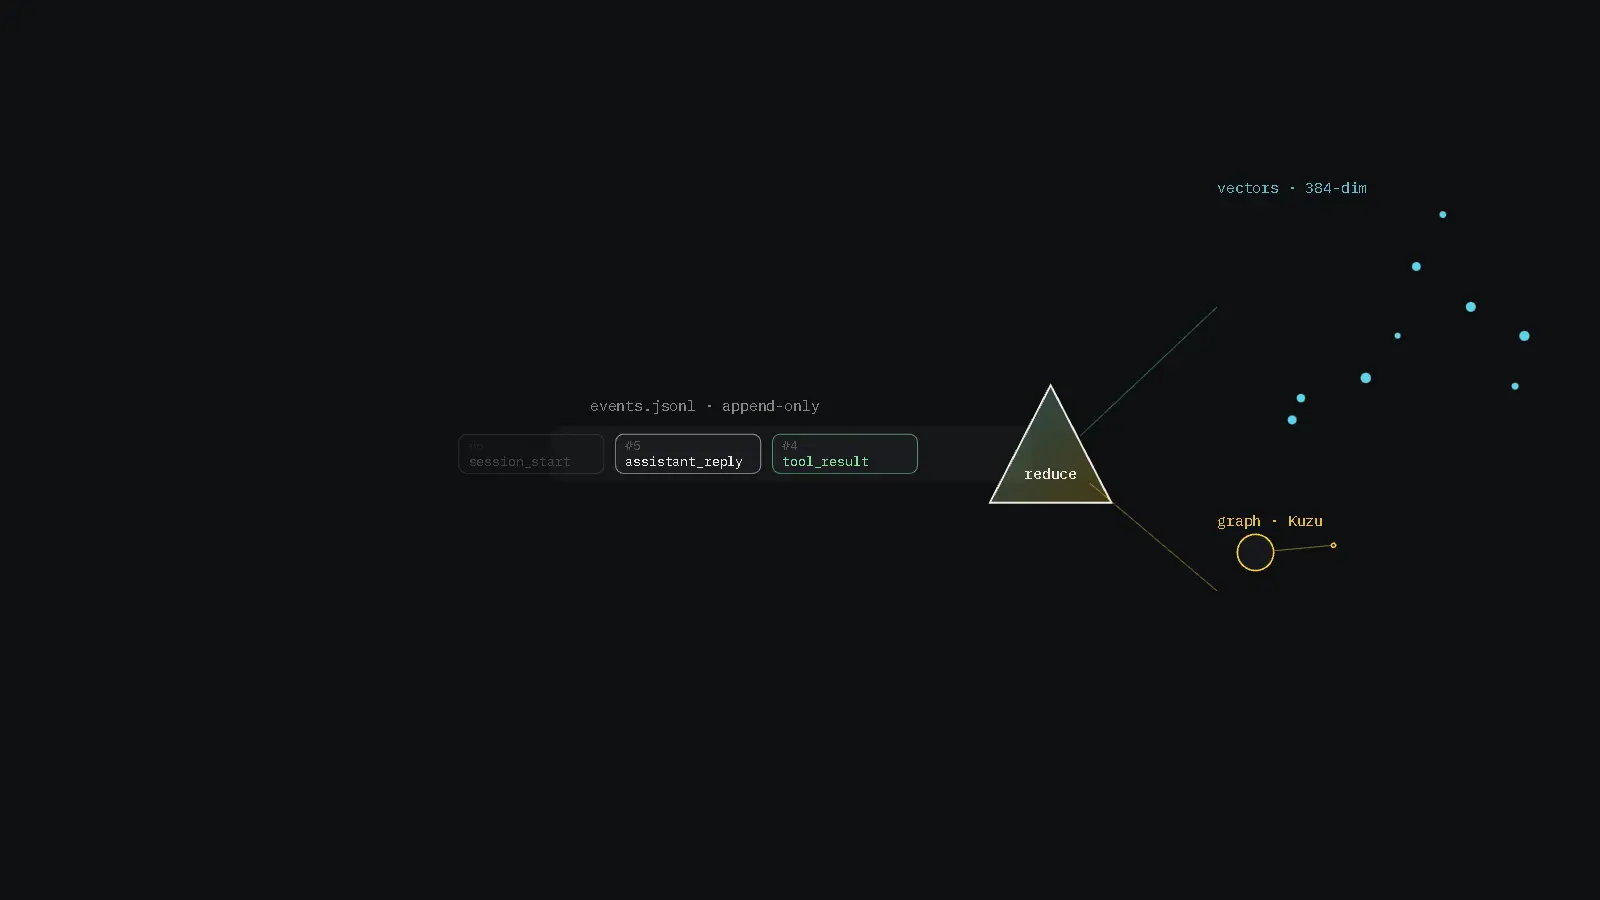 vectors · 384-dim
events.jsonl · append-only
session_start
#5
assistant_reply
#4
tool_result
reduce
graph · Kuzu